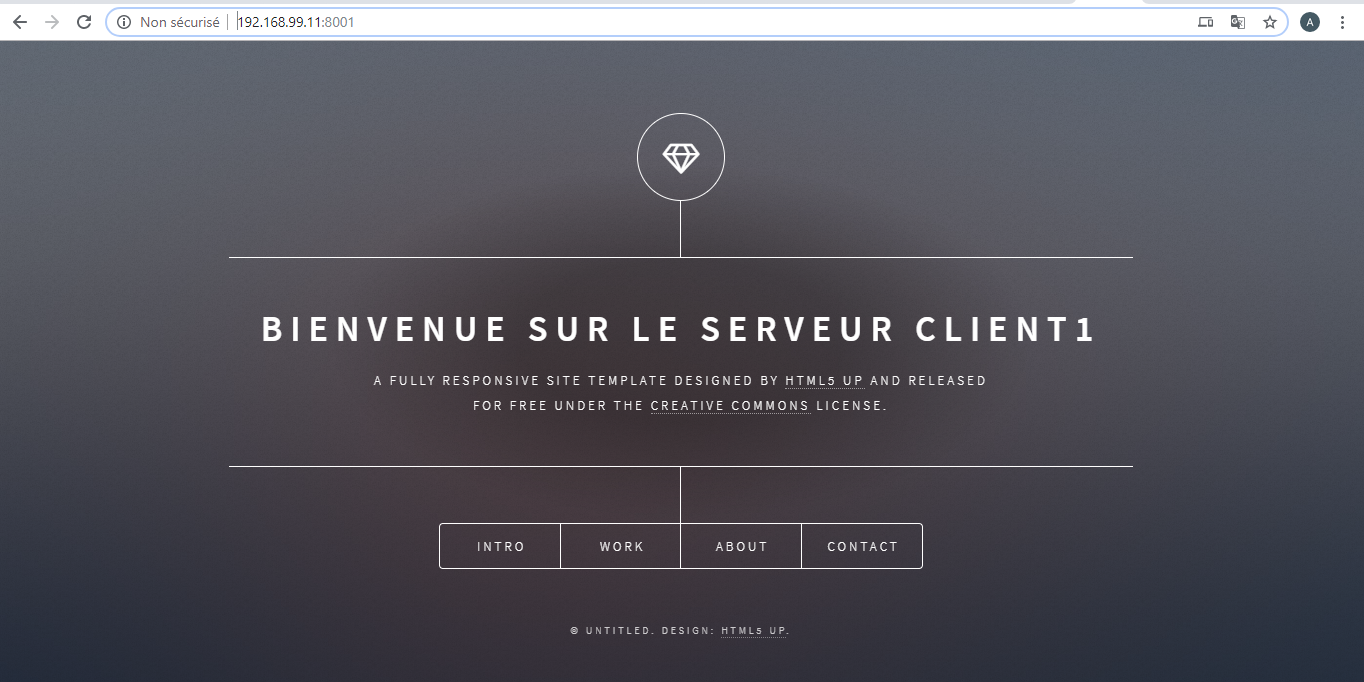 Non sécurisé 192.168.99.11:8001
A
BIENVENUE SUR LE SERVEUR CLIENT1
A FULLY RESPONSIVE SITE TEMPLATE DESIGNED BY HTML5 UP AND RELEASED
FOR FREE UNDER THE CREATIVE COMMONS LICENSE.
INTRO WORK ABOUT CONTACT
© UNTITLED. DESIGN: HTML5 UP.